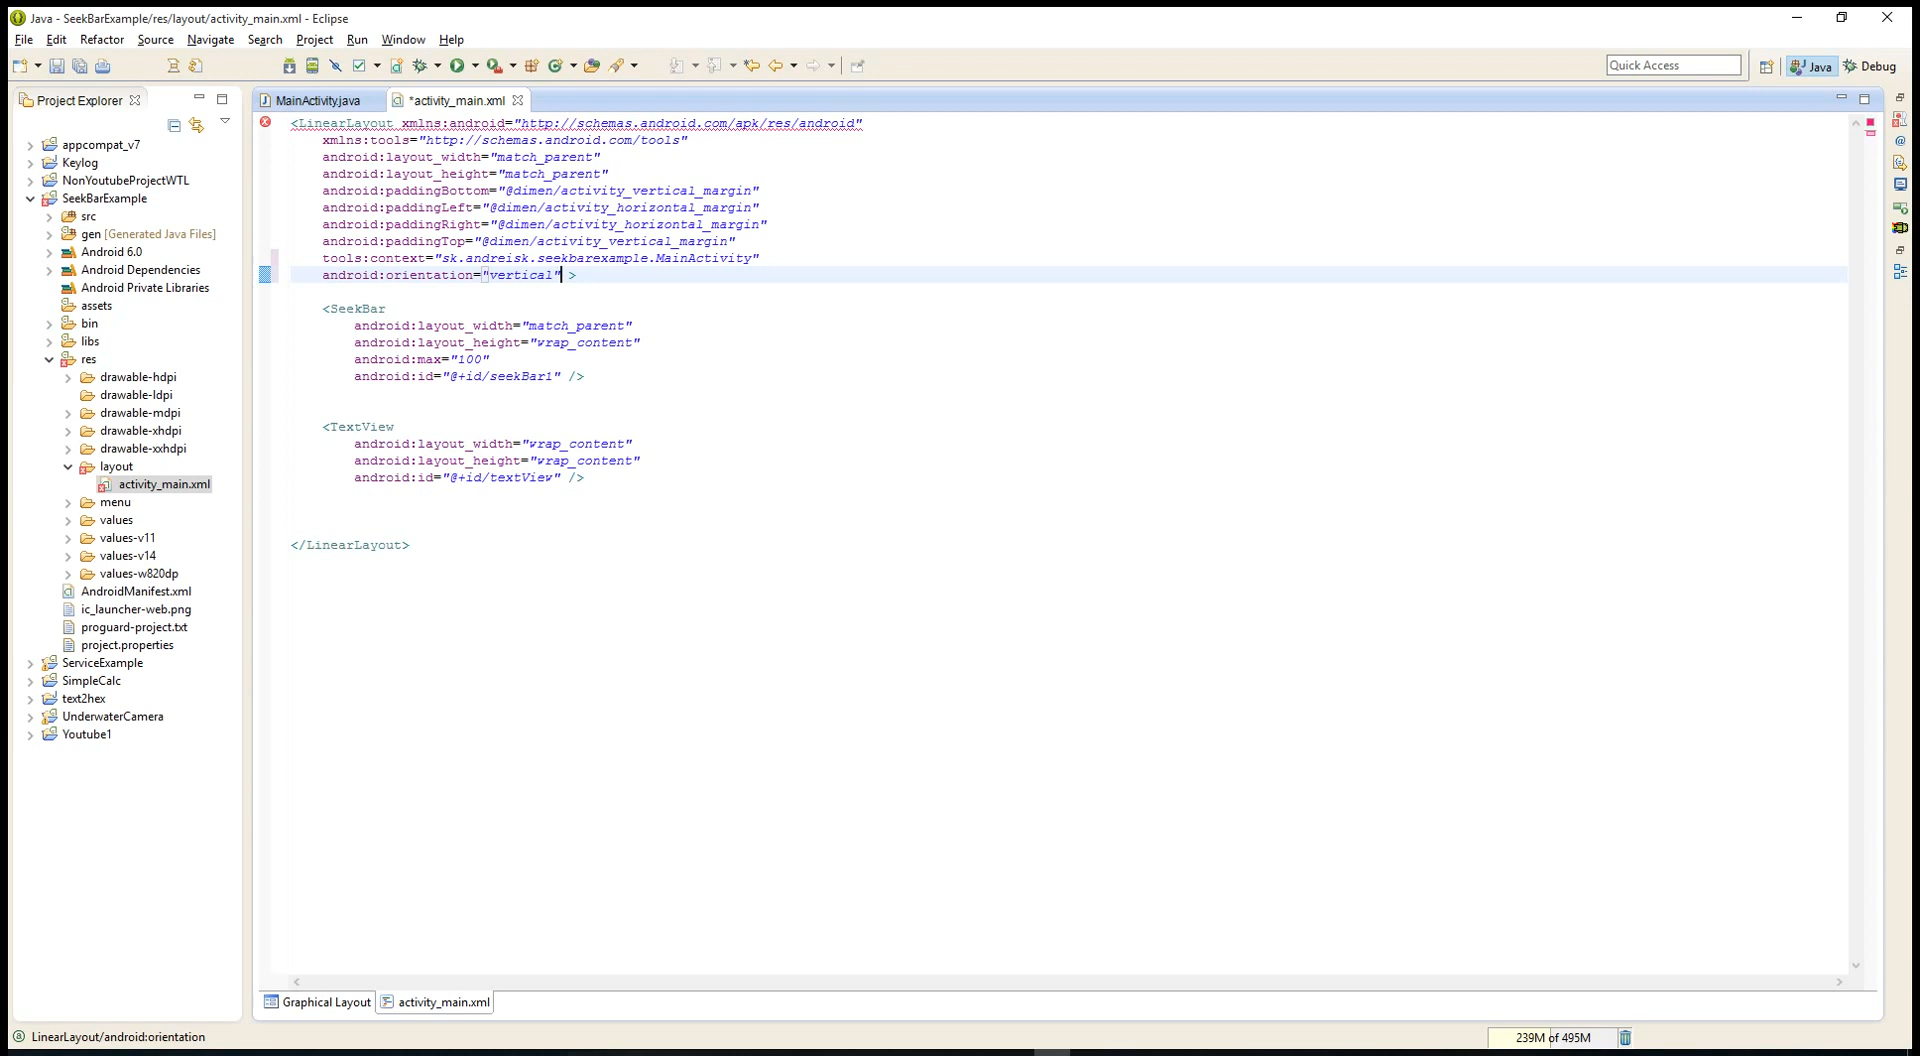 Java - SeekBarExample/res/layout/activity_main.xml - Eclipse
File Edit Refactor Source Navigate Search Project Run Window Help
Quick Access
Java
Debug
Project Explorer
appcompat_v7
Keylog
NonYoutubeProjectWTL
SeekBarExample
src
gen [Generated Java Files]
Android 6.0
Android Dependencies
Android Private Libraries
assets
bin
libs
res
drawable-hdpi
drawable-ldpi
drawable-mdpi
drawable-xhdpi
drawable-xxhdpi
layout
activity_main.xml
menu
values
values-v11
values-v14
values-w820dp
AndroidManifest.xml
ic_launcher-web.png
proguard-project.txt
project.properties
ServiceExample
SimpleCalc
text2hex
UnderwaterCamera
Youtube1
MainActivity.java
*activity_main.xml
<LinearLayout xmlns:android="http://schemas.android.com/apk/res/android"
xmlns:tools="http://schemas.android.com/tools"
android:layout_width="match_parent"
android:layout_height="match_parent"
android:paddingBottom="@dimen/activity_vertical_margin"
android:paddingLeft="@dimen/activity_horizontal_margin"
android:paddingRight="@dimen/activity_horizontal_margin"
android:paddingTop="@dimen/activity_vertical_margin"
tools:context="sk.andreisk.seekbarexample.MainActivity"
android:orientation="vertical" >
<SeekBar
android:layout_width="match_parent"
android:layout_height="wrap_content"
android:max="100"
android:id="@+id/seekBar1" />
<TextView
android:layout_width="wrap_content"
android:layout_height="wrap_content"
android:id="@+id/textView" />
</LinearLayout>
Graphical Layout
activity_main.xml
LinearLayout/android:orientation
239M of 495M